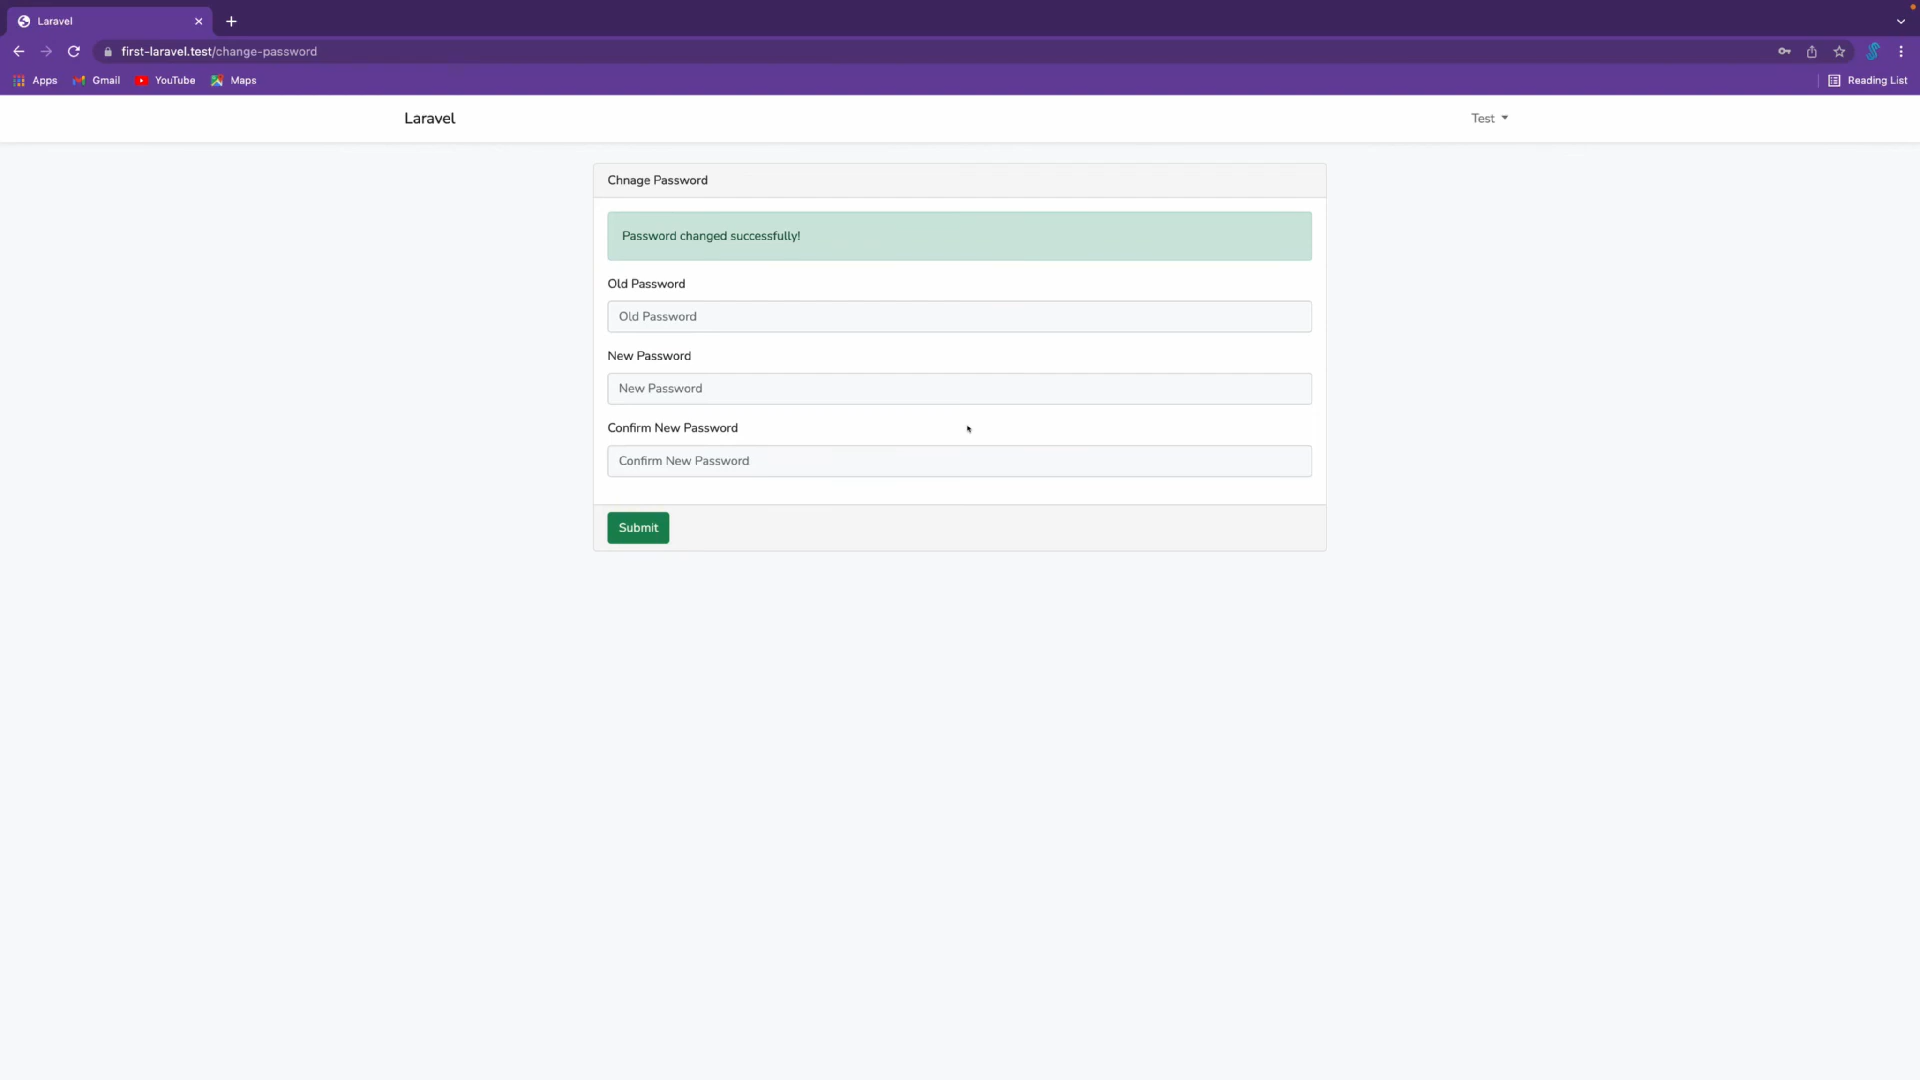 Laravel
first-laravel.test/change-password
Apps Gmail YouTube Maps Reading List
Laravel Test
Chnage Password
Password changed successfully!
Old Password
Old Password
New Password
New Password
Confirm New Password
Confirm New Password
Submit